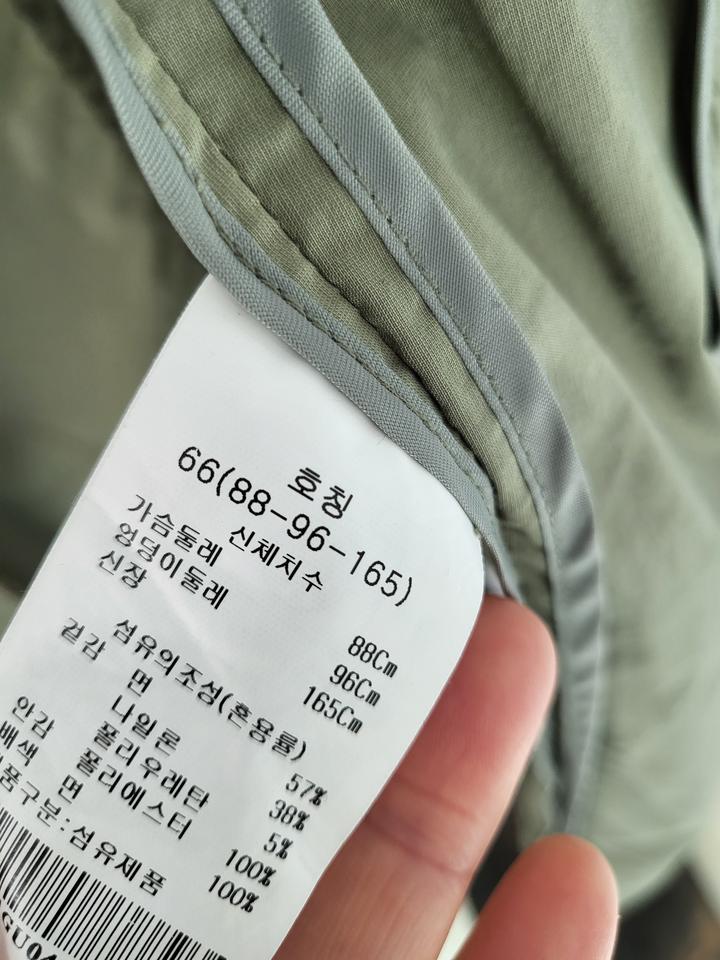 호칭
66(88-96-165)
신체치수
가슴둘레 88Cm
엉덩이둘레 96Cm
신장 165Cm
섬유의조성(혼용률)
겉감 면 57%
나일론 38%
폴리우레탄 5%
안감 폴리에스터 100%
배색 면 100%
품구분:섬유제품
GU04